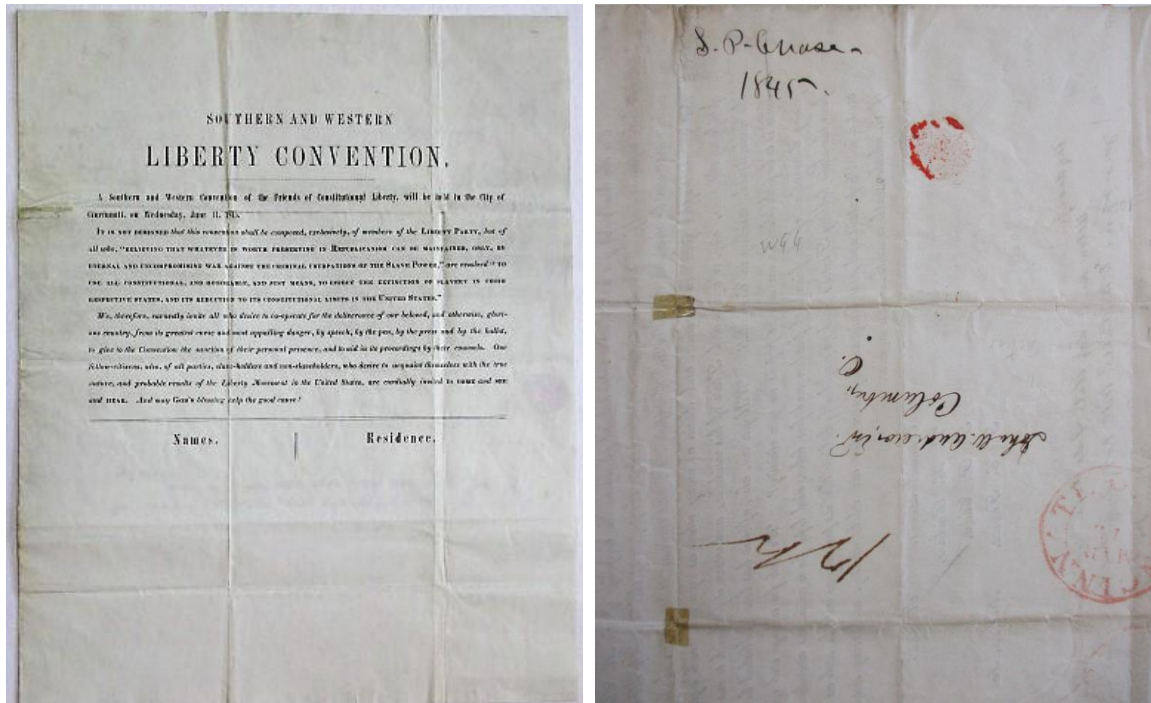 SOUTHERN AND WESTERN
LIBERTY CONVENTION.
A Southern and Western Convention of the Friends of Constitutional Liberty, will be held in the City of
Cincinnati, on Wednesday, June 11, 1845.
IT IS NOT DESIGNED that this convention shall be composed, exclusively, of members of the LIBERTY PARTY, but of
all who, "BELIEVING THAT WHATEVER IS WORTH PRESERVING IN REPUBLICANISM CAN BE MAINTAINED, ONLY, BY
ETERNAL AND UNCOMPROMISING WAR AGAINST THE CRIMINAL USURPATIONS OF THE SLAVE POWER," are resolved "TO
USE ALL CONSTITUTIONAL, AND HONORABLE, AND JUST MEANS, TO EFFECT THE EXTINCTION OF SLAVERY IN THEIR
RESPECTIVE STATES, AND ITS REDUCTION TO ITS CONSTITUTIONAL LIMITS IN THE UNITED STATES."
We, therefore, earnestly invite all who desire to co-operate for the deliverance of our beloved, and otherwise, glori-
ous country, from its greatest curse and most appalling danger, by speech, by the pen, by the press and by the ballot,
to give to the Convention the sanction of their personal presence, and to aid in its proceedings by their counsels. Our
fellow-citizens, also, of all parties, slave-holders and non-slaveholders, who desire to acquaint themselves with the true
nature, and probable results of the Liberty Movement in the United States, are cordially invited to COME and SEE
and HEAR. And may God's blessing help the good cause!
Names. Residence.
S. P. Chase
1845.
John W. Andrews,
Columbus,
O.